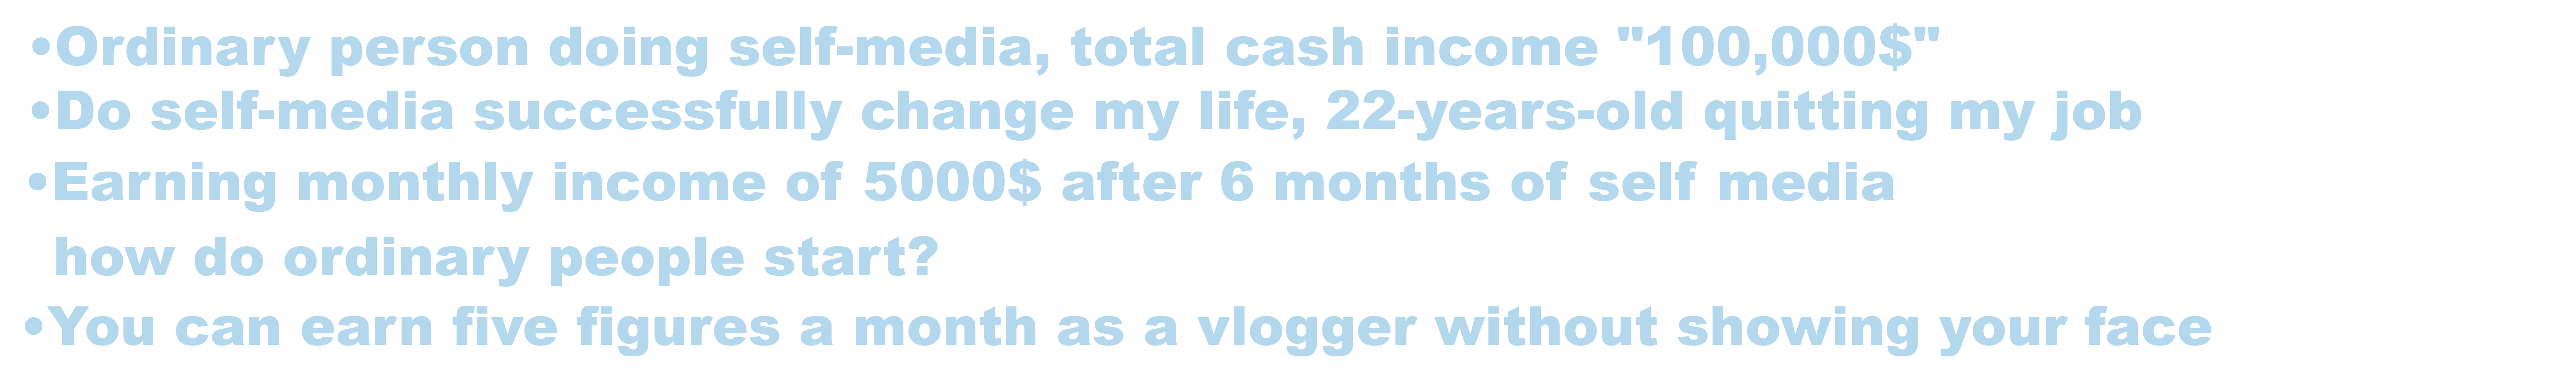 •Ordinary person doing self-media, total cash income "100,000$"
•Do self-media successfully change my life, 22-years-old quitting my job
•Earning monthly income of 5000$ after 6 months of self media
how do ordinary people start?
•You can earn five figures a month as a vlogger without showing your face